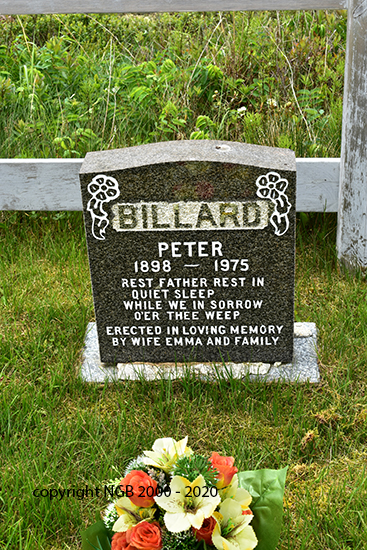 BILLARD
PETER
1898 — 1975
REST FATHER REST IN
QUIET SLEEP
WHILE WE IN SORROW
O'ER THEE WEEP
ERECTED IN LOVING MEMORY
BY WIFE EMMA AND FAMILY
copyright NGB 2000 - 2020